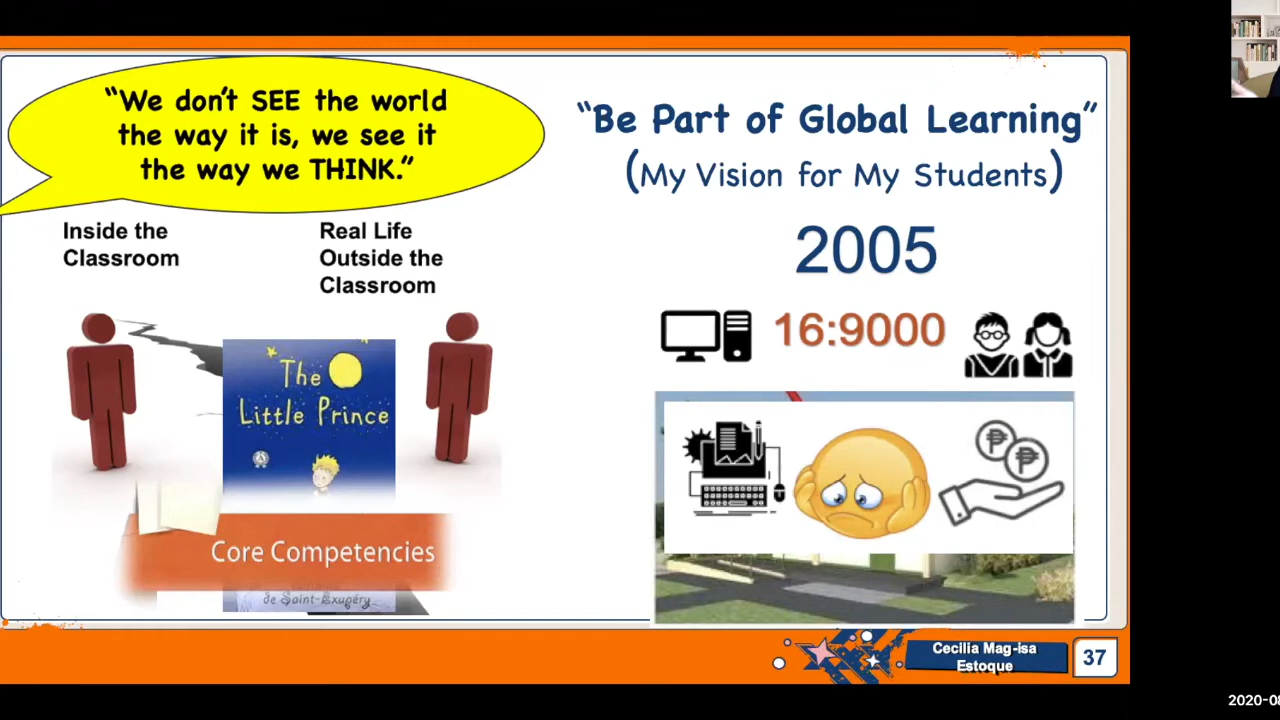 “We don’t SEE the world
the way it is, we see it
the way we THINK.”
Inside the
Classroom
Real Life
Outside the
Classroom
The
Little Prince
Core Competencies
de Saint-Exupéry
“Be Part of Global Learning”
(My Vision for My Students)
2005
16:9000
₱
₱
Cecilia Mag-isa
Estoque
37